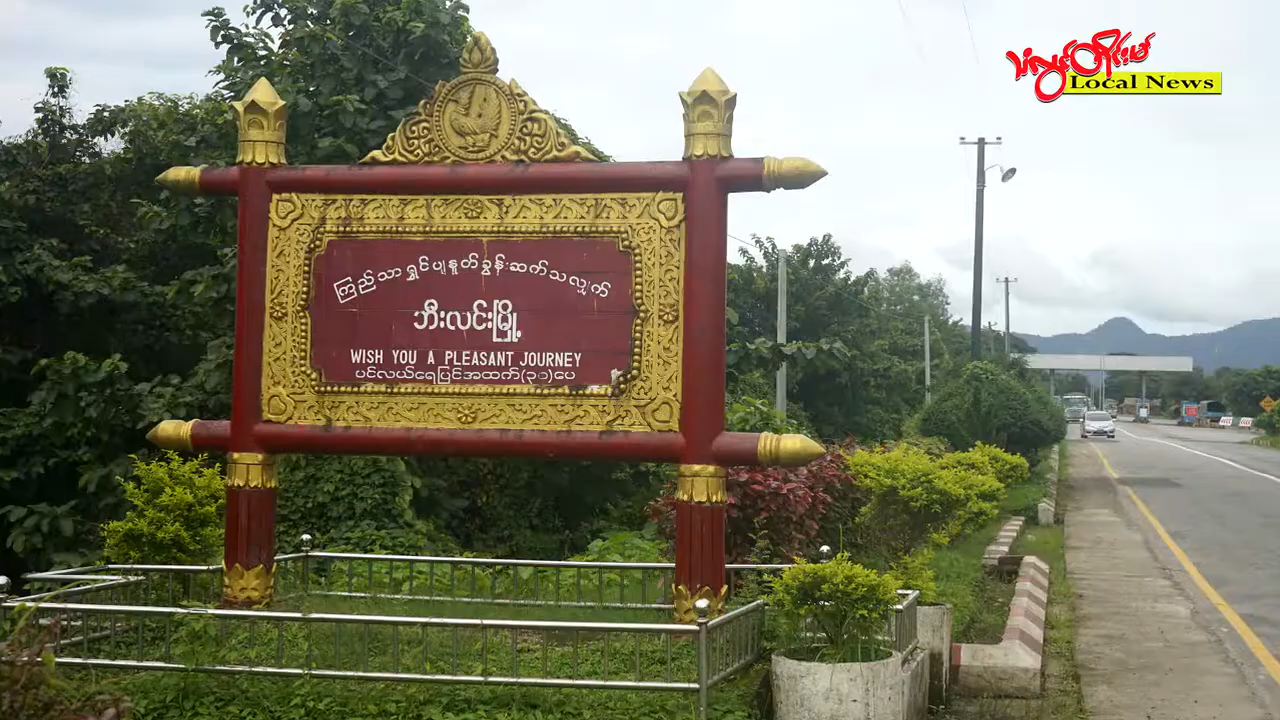 Local News
ကြည်သာရွှင်ပျနှုတ်ခွန်းဆက်သလျှက်
ဘီးလင်းမြို့
WISH YOU A PLEASANT JOURNEY
ပင်လယ်ရေပြင်အထက်(၃၁)ပေ